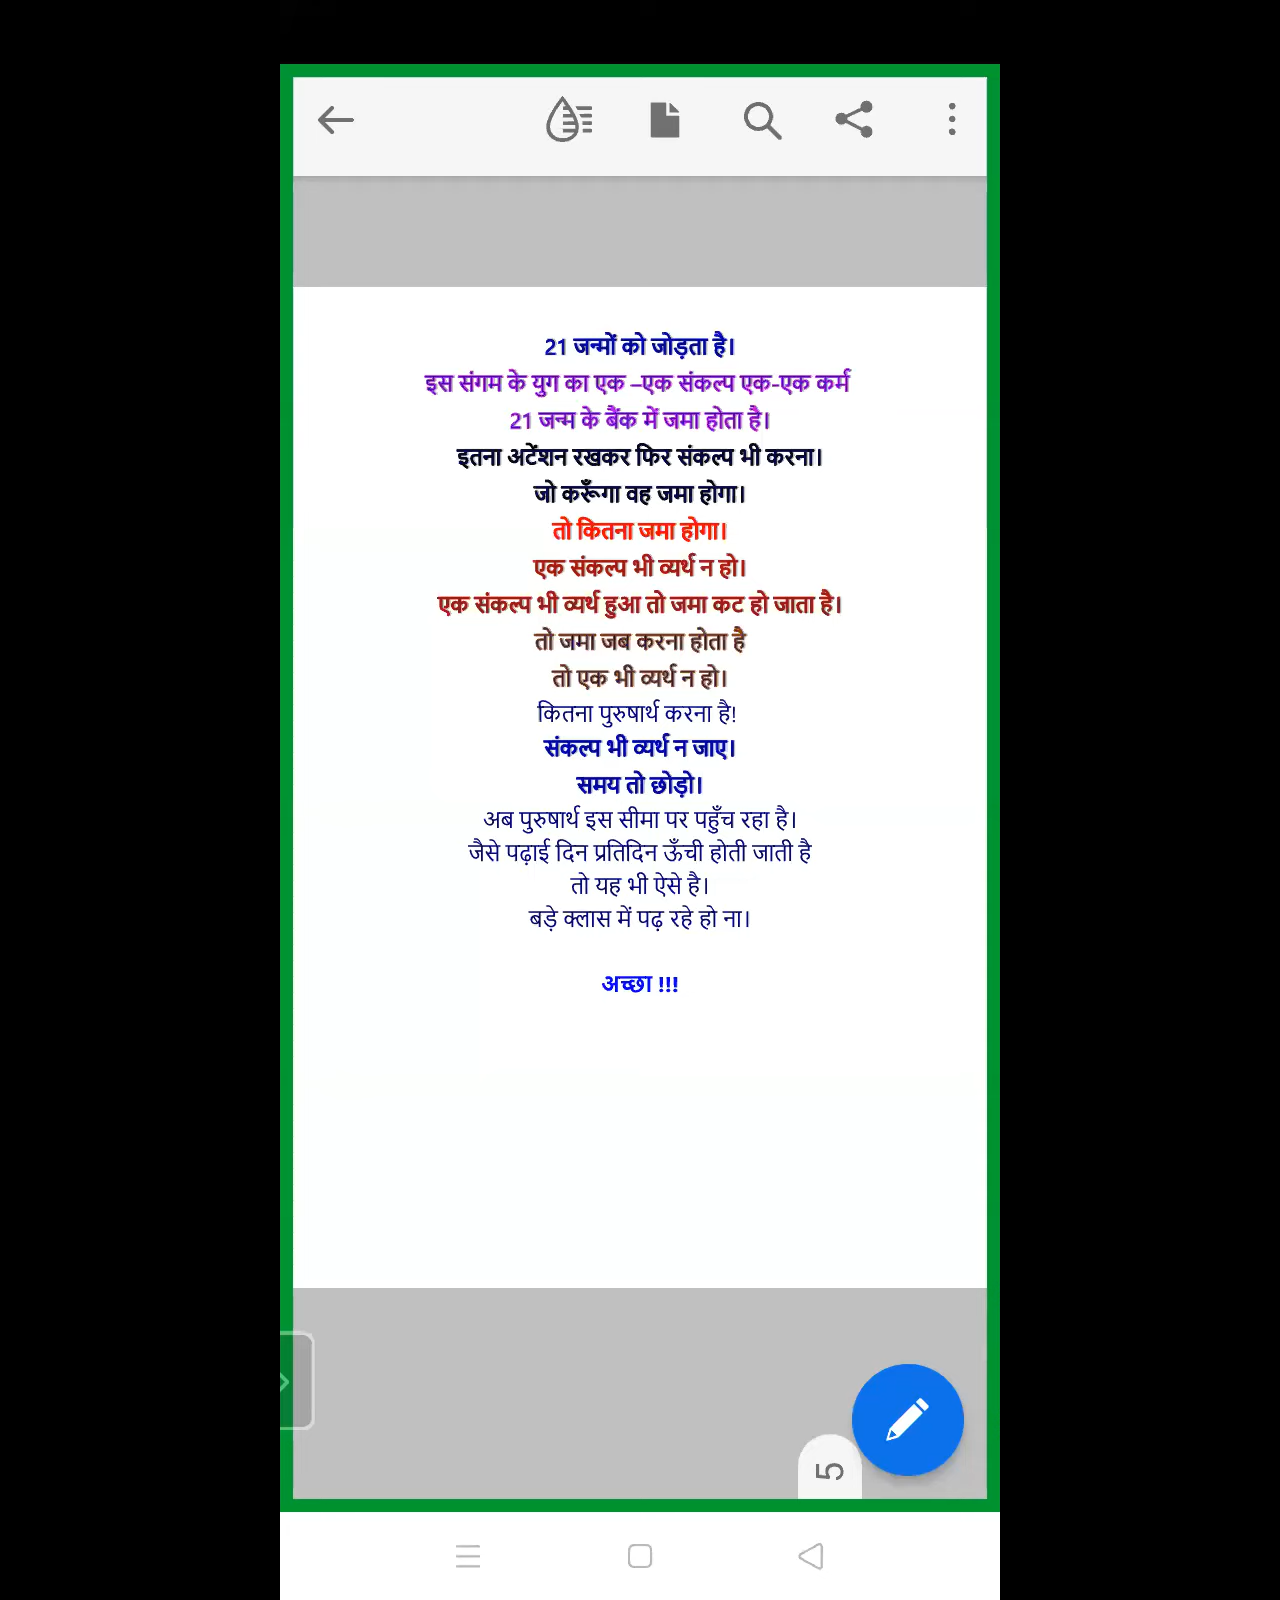 21 जन्मों को जोड़ता है।
इस संगम के युग का एक –एक संकल्प एक-एक कर्म
21 जन्म के बैंक में जमा होता है।
इतना अटेंशन रखकर फिर संकल्प भी करना।
जो करूँगा वह जमा होगा।
तो कितना जमा होगा।
एक संकल्प भी व्यर्थ न हो।
एक संकल्प भी व्यर्थ हुआ तो जमा कट हो जाता है।
तो जमा जब करना होता है
तो एक भी व्यर्थ न हो।
कितना पुरुषार्थ करना है!
संकल्प भी व्यर्थ न जाए।
समय तो छोड़ो।
अब पुरुषार्थ इस सीमा पर पहुँच रहा है।
जैसे पढ़ाई दिन प्रतिदिन ऊँची होती जाती है
तो यह भी ऐसे है।
बड़े क्लास में पढ़ रहे हो ना।
अच्छा !!!
5